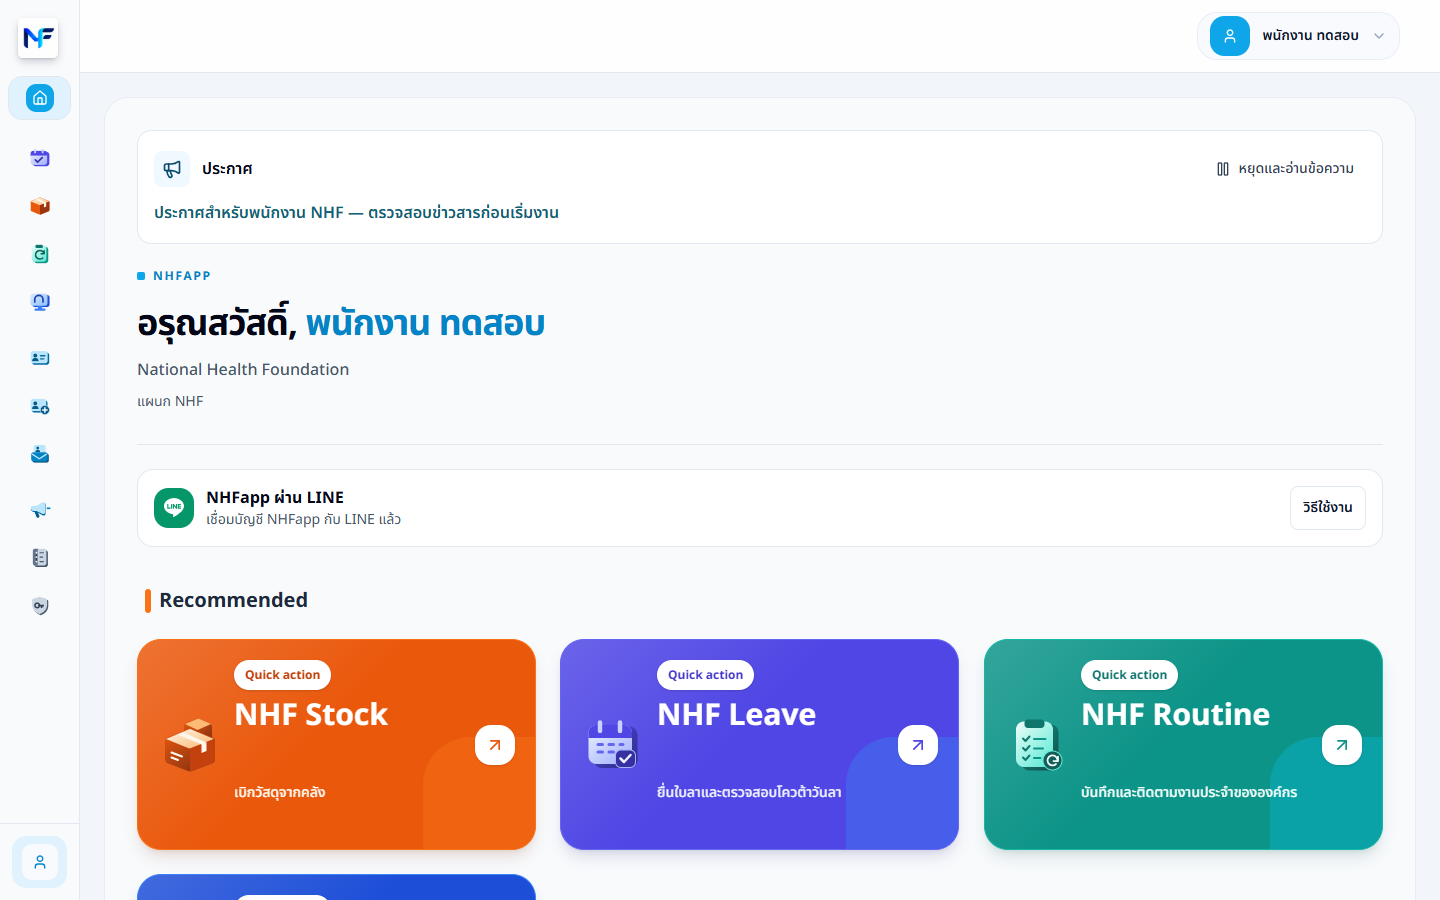 NF
พนักงาน ทดสอบ
ประกาศ
หยุดและอ่านข้อความ
ประกาศสำหรับพนักงาน NHF — ตรวจสอบข่าวสารก่อนเริ่มงาน
NHFAPP
อรุณสวัสดิ์, พนักงาน ทดสอบ
National Health Foundation
แผนก NHF
LINE
NHFapp ผ่าน LINE
เชื่อมบัญชี NHFapp กับ LINE แล้ว
วิธีใช้งาน
Recommended
Quick action
NHF Stock
เบิกวัสดุจากคลัง
Quick action
NHF Leave
ยื่นใบลาและตรวจสอบโควต้าวันลา
Quick action
NHF Routine
บันทึกและติดตามงานประจำขององค์กร